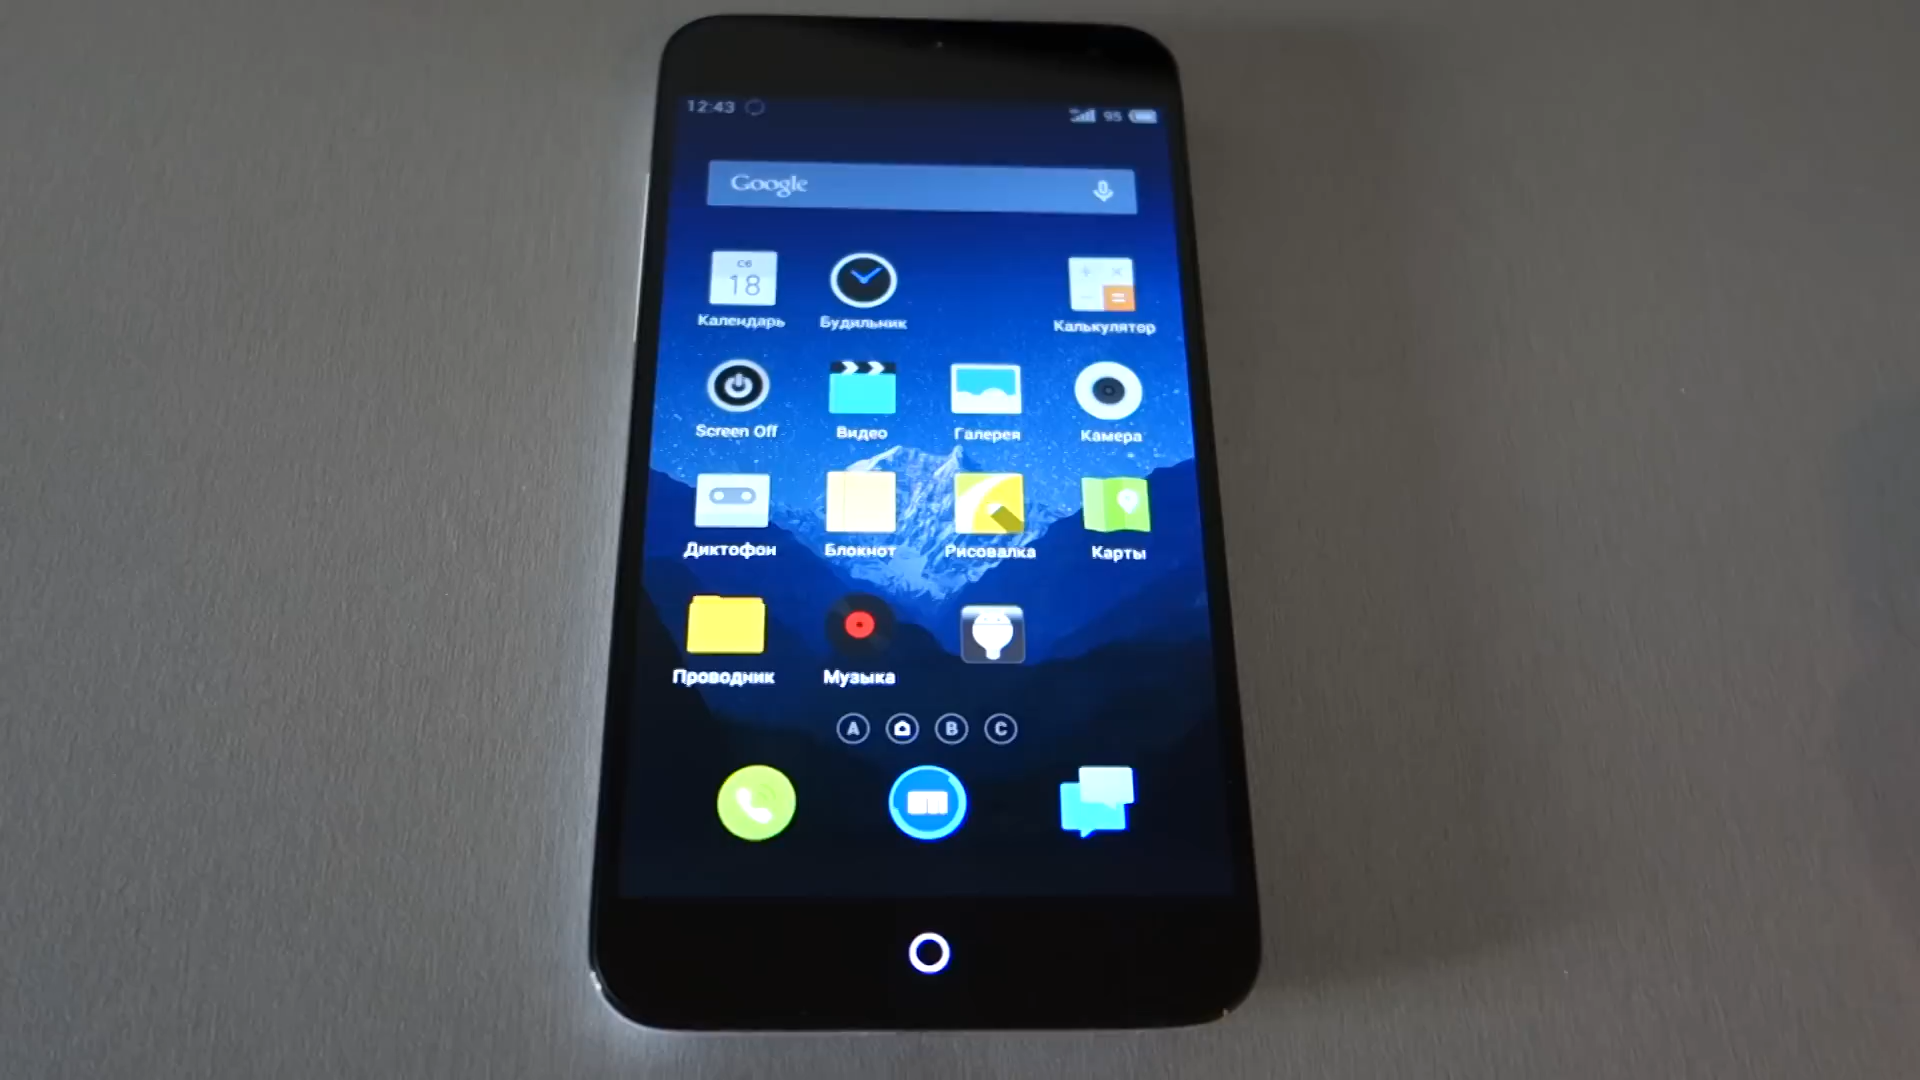 12:43
95
Google
Сб
18
Календарь
Будильник
Калькулятор
Screen Off
Видео
Галерея
Камера
Диктофон
Блокнот
Рисовалка
Карты
Проводник
Музыка
A
B
C